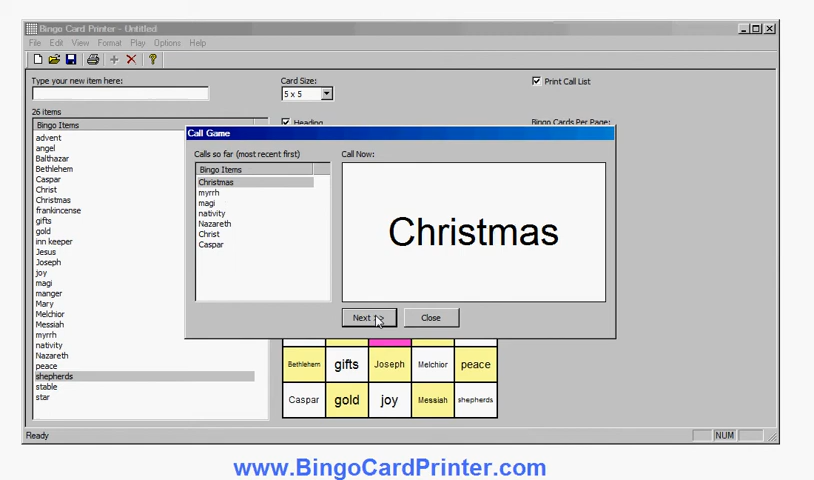 Bingo Card Printer - Untitled
File Edit View Format Play Options Help
Type your new item here:
Card Size:
5 x 5
Print Call List
26 items
Heading
Bingo Cards Per Page:
Bingo Items
advent
angel
Balthazar
Bethlehem
Caspar
Christ
Christmas
frankincense
gifts
gold
inn keeper
Jesus
Joseph
joy
magi
manger
Mary
Melchior
Messiah
myrrh
nativity
Nazareth
peace
shepherds
stable
star
Call Game
Calls so far (most recent first)
Bingo Items
Christmas
myrrh
magi
nativity
Nazareth
Christ
Caspar
Call Now:
Christmas
Next >>
Close
Bethlehem gifts Joseph Melchior peace
Caspar gold joy Messiah shepherds
Ready
NUM
www.BingoCardPrinter.com